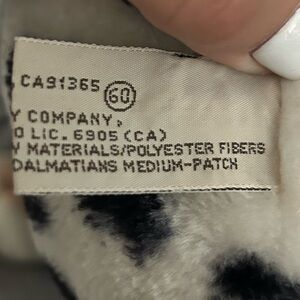 CA91365 60
Y COMPANY,
O LIC. 6905 (CA)
Y MATERIALS/POLYESTER FIBERS
DALMATIANS MEDIUM-PATCH